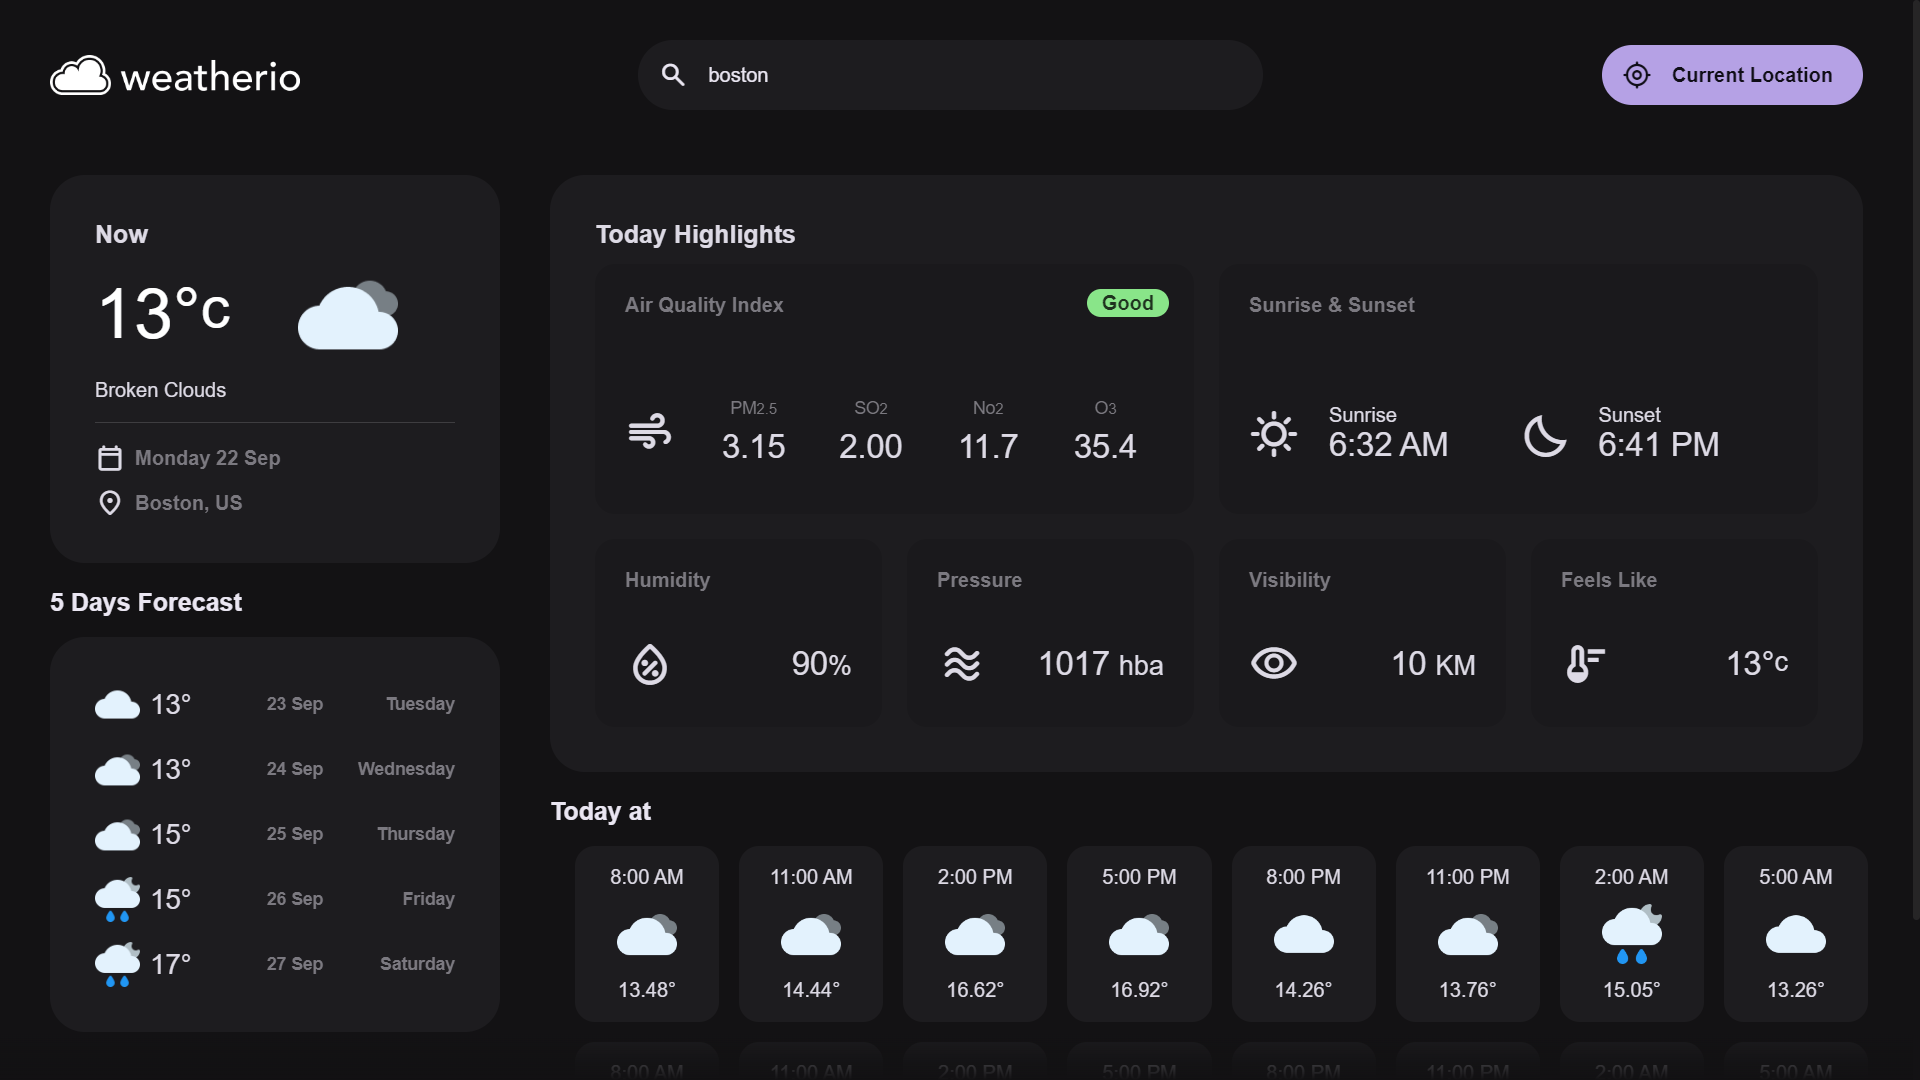 weatherio
boston
Current Location
Now
13°c
Broken Clouds
Monday 22 Sep
Boston, US
5 Days Forecast
13° 23 Sep Tuesday
13° 24 Sep Wednesday
15° 25 Sep Thursday
15° 26 Sep Friday
17° 27 Sep Saturday
Today Highlights
Air Quality Index Good
PM2.5 SO2 No2 O3
3.15 2.00 11.7 35.4
Sunrise & Sunset
Sunrise
6:32 AM
Sunset
6:41 PM
Humidity
90%
Pressure
1017 hba
Visibility
10 KM
Feels Like
13°c
Today at
8:00 AM 11:00 AM 2:00 PM 5:00 PM 8:00 PM 11:00 PM 2:00 AM 5:00 AM
13.48° 14.44° 16.62° 16.92° 14.26° 13.76° 15.05° 13.26°
8:00 AM 11:00 AM 2:00 PM 5:00 PM 8:00 PM 11:00 PM 2:00 AM 5:00 AM